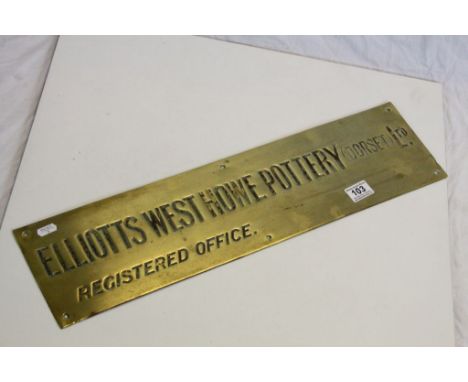 ELLIOTTS WEST HOWE POTTERY (DORSET) LTD.
REGISTERED OFFICE.
103